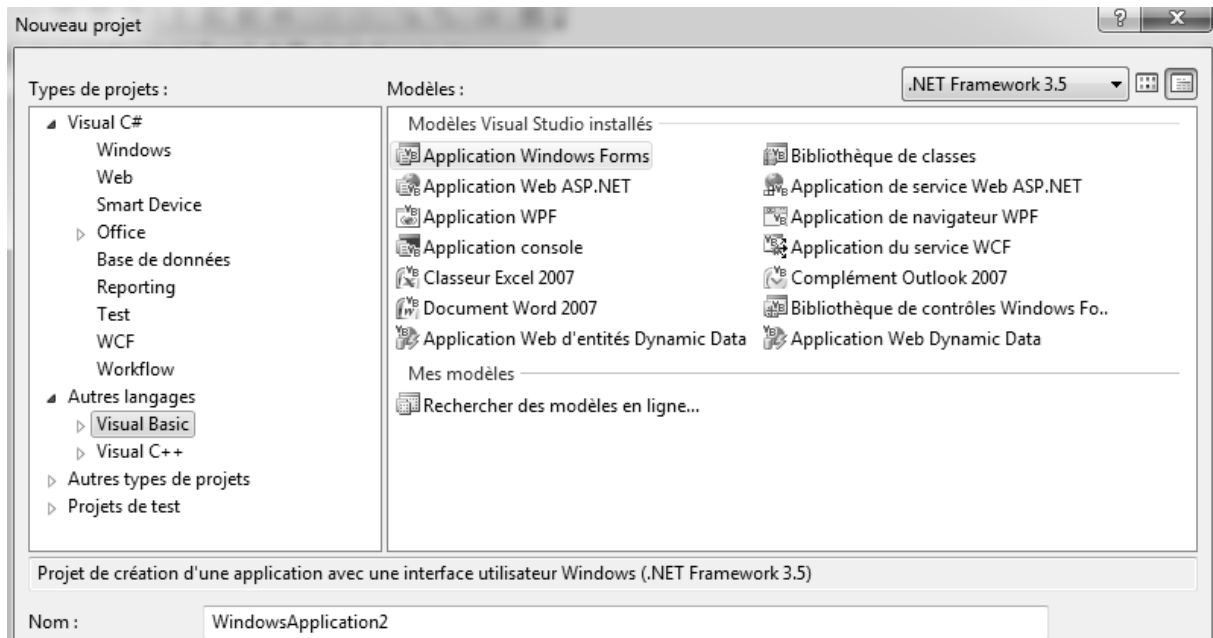 Nouveau projet
Types de projets :
Visual C#
Windows
Web
Smart Device
Office
Base de données
Reporting
Test
WCF
Workflow
Autres langages
Visual Basic
Visual C++
Autres types de projets
Projets de test
Modèles :
.NET Framework 3.5
Modèles Visual Studio installés
Application Windows Forms
Application Web ASP.NET
Application WPF
Application console
Classeur Excel 2007
Document Word 2007
Application Web d'entités Dynamic Data
Bibliothèque de classes
Application de service Web ASP.NET
Application de navigateur WPF
Application du service WCF
Complément Outlook 2007
Bibliothèque de contrôles Windows Fo..
Application Web Dynamic Data
Mes modèles
Rechercher des modèles en ligne...
Projet de création d'une application avec une interface utilisateur Windows (.NET Framework 3.5)
Nom : WindowsApplication2